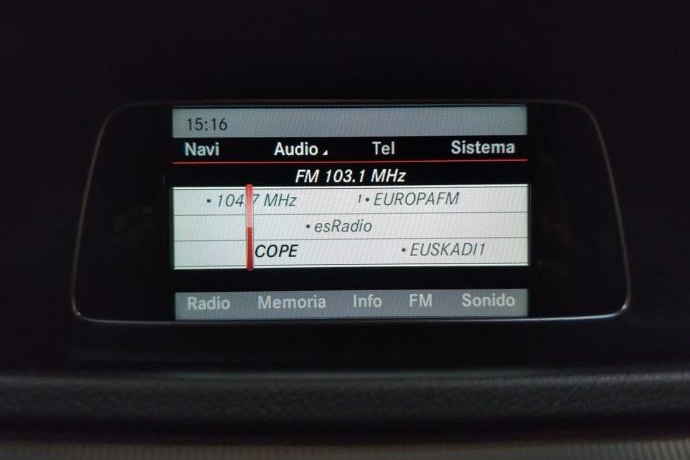 15:16
Navi Audio Tel Sistema
FM 103.1 MHz
• 104.7 MHz 1• EUROPAFM
• esRadio
COPE • EUSKADI1
Radio Memoria Info FM Sonido